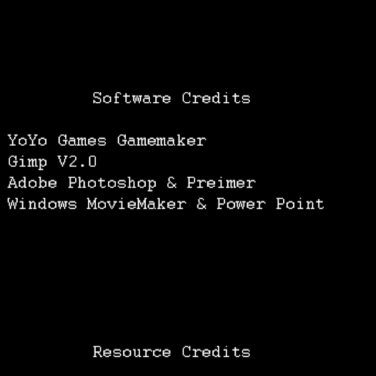 Software Credits
YoYo Games Gamemaker
Gimp V2.0
Adobe Photoshop & Preimer
Windows MovieMaker & Power Point
Resource Credits